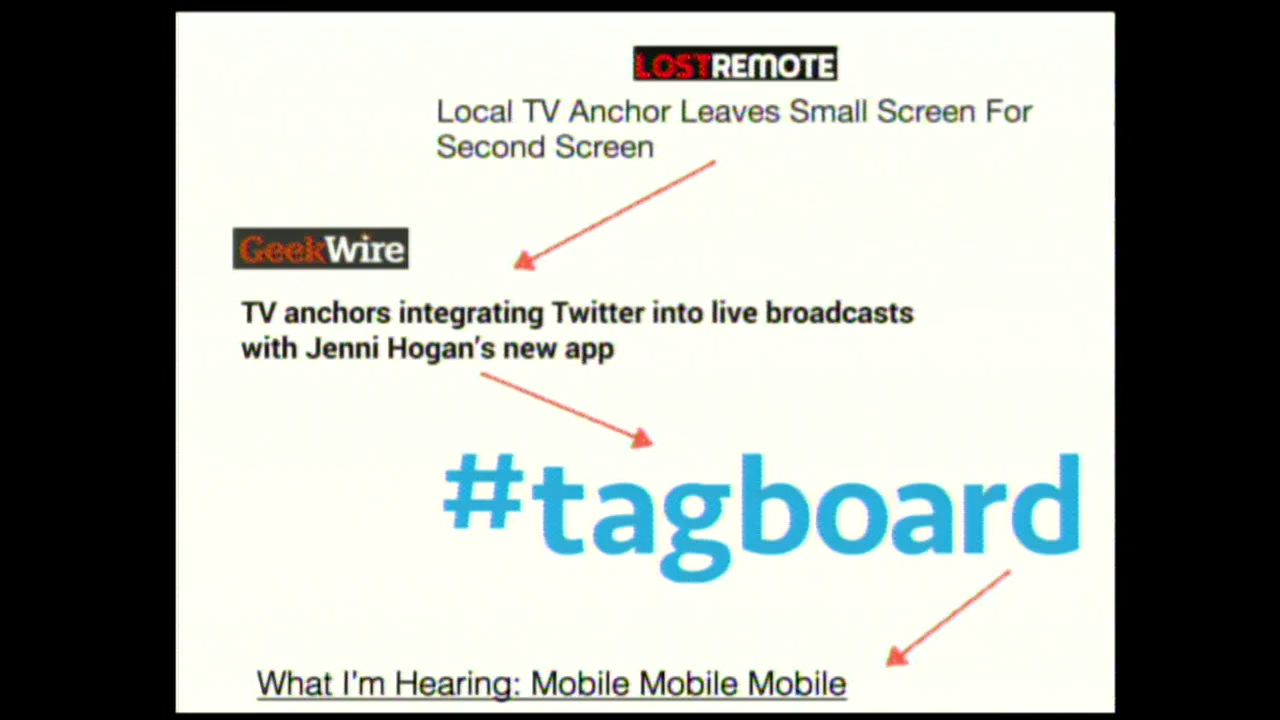 LOSTREMOTE
Local TV Anchor Leaves Small Screen For
Second Screen
GeekWire
TV anchors integrating Twitter into live broadcasts
with Jenni Hogan's new app
#tagboard
What I'm Hearing: Mobile Mobile Mobile